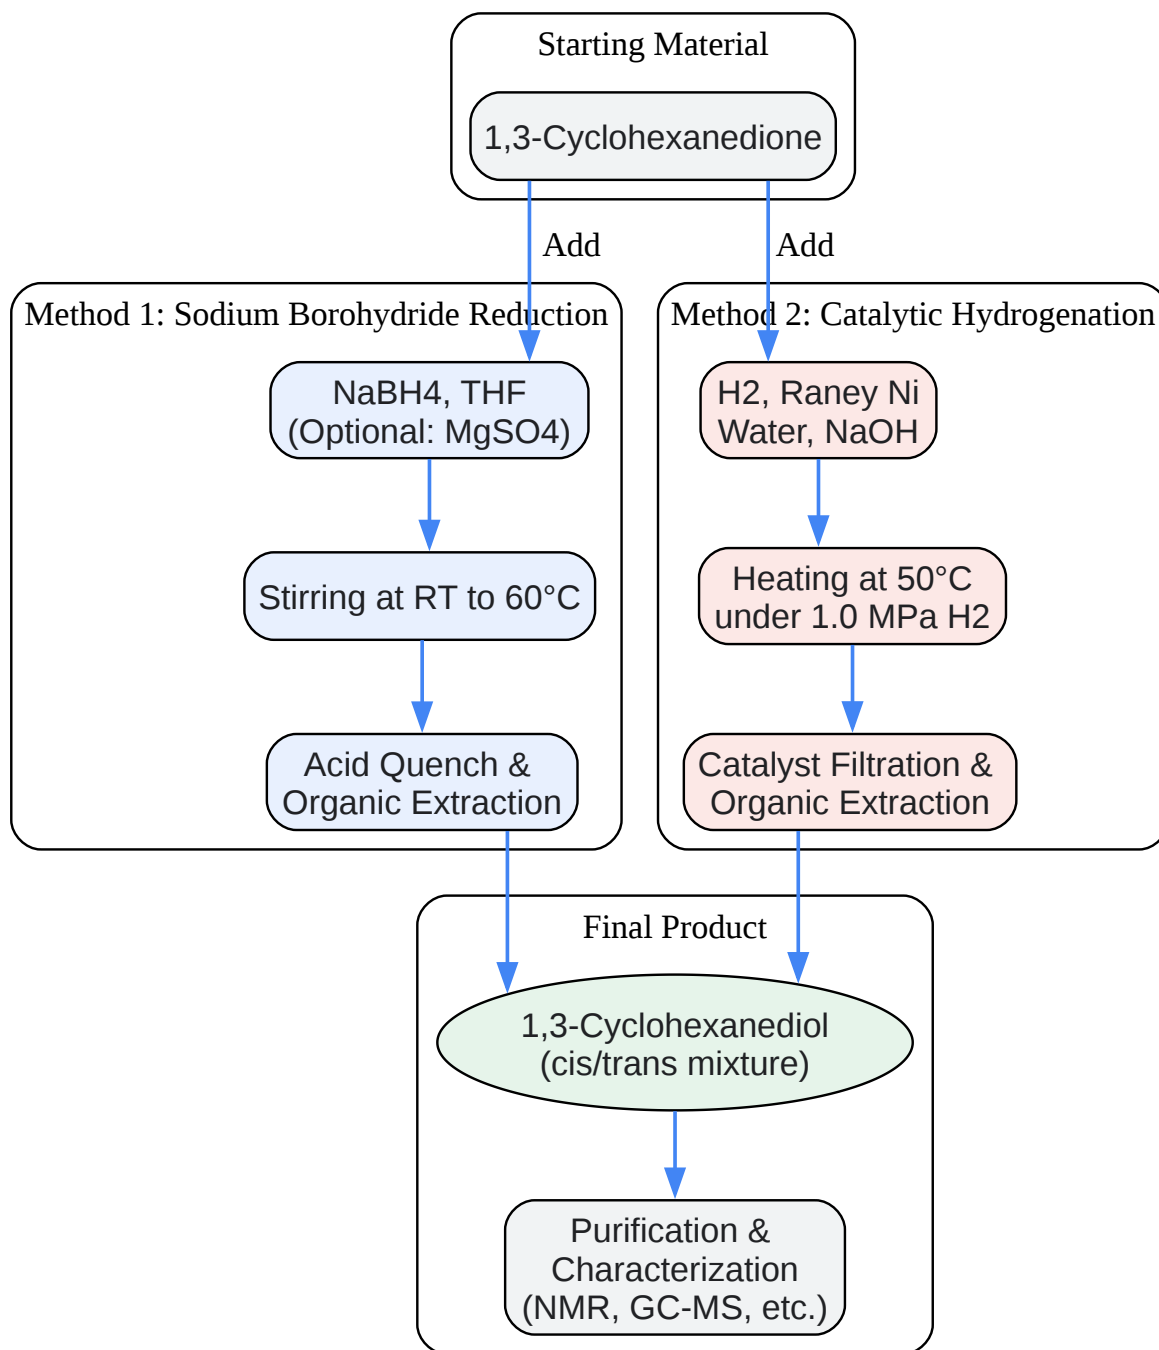 Starting Material
1,3-Cyclohexanedione
Add
Add
Method 1: Sodium Borohydride Reduction
NaBH4, THF
(Optional: MgSO4)
Stirring at RT to 60°C
Acid Quench &
Organic Extraction
Method 2: Catalytic Hydrogenation
H2, Raney Ni
Water, NaOH
Heating at 50°C
under 1.0 MPa H2
Catalyst Filtration &
Organic Extraction
Final Product
1,3-Cyclohexanediol
(cis/trans mixture)
Purification &
Characterization
(NMR, GC-MS, etc.)